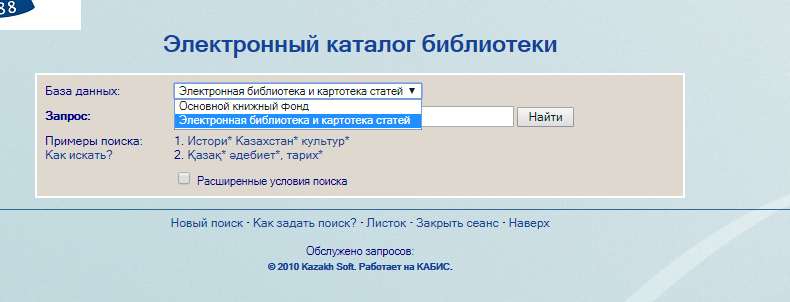 88
Электронный каталог библиотеки
База данных: Электронная библиотека и картотека статей
Основной книжный фонд
Электронная библиотека и картотека статей
Запрос: Найти
Примеры поиска: 1. Истори* Казахстан* культур*
Как искать? 2. Қазақ* әдебиет*, тарих*
Расширенные условия поиска
Новый поиск - Как задать поиск? - Листок - Закрыть сеанс - Наверх
Обслужено запросов:
© 2010 Kazakh Soft. Работает на КАБИС.